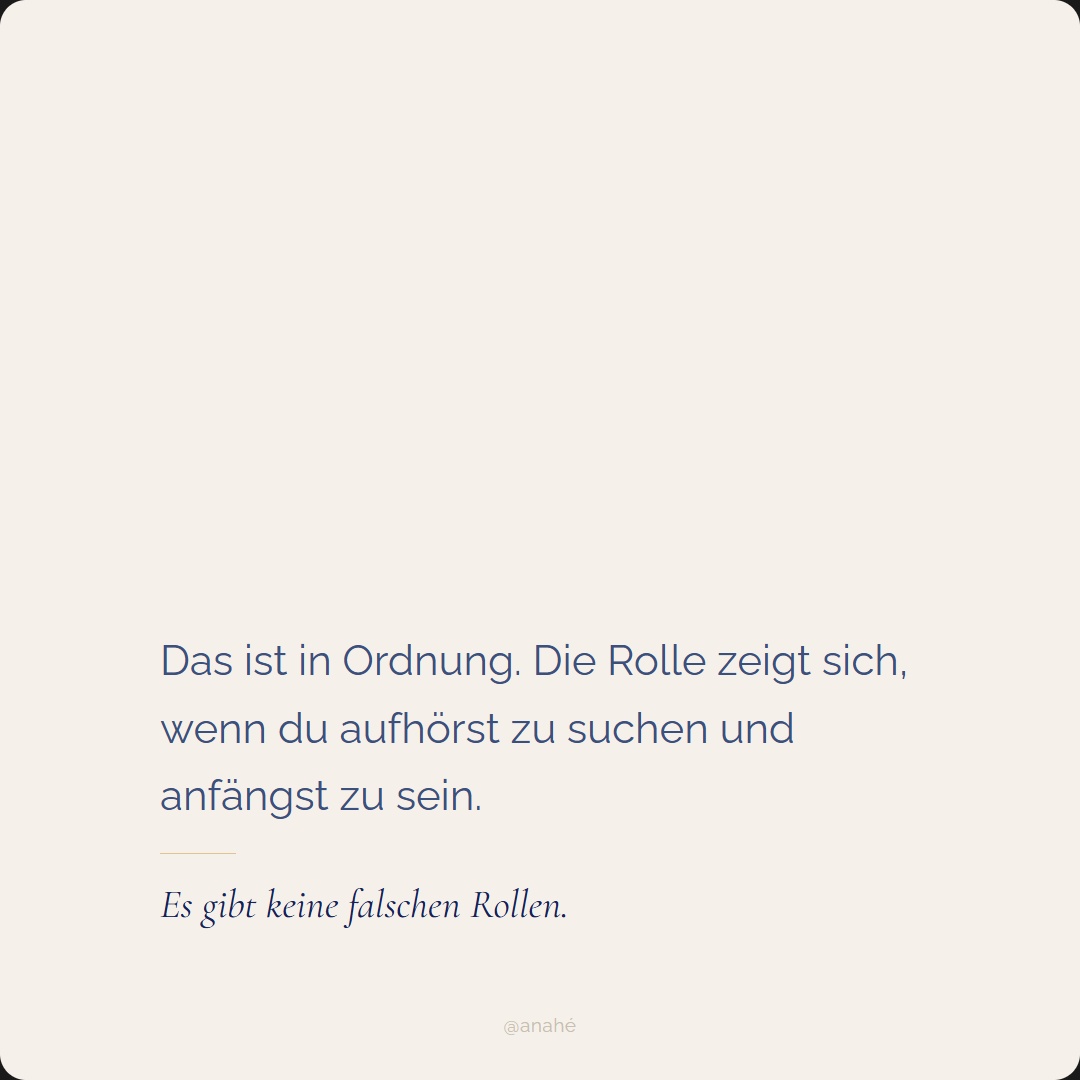 Das ist in Ordnung. Die Rolle zeigt sich,
wenn du aufhörst zu suchen und
anfängst zu sein.
Es gibt keine falschen Rollen.
@anahé